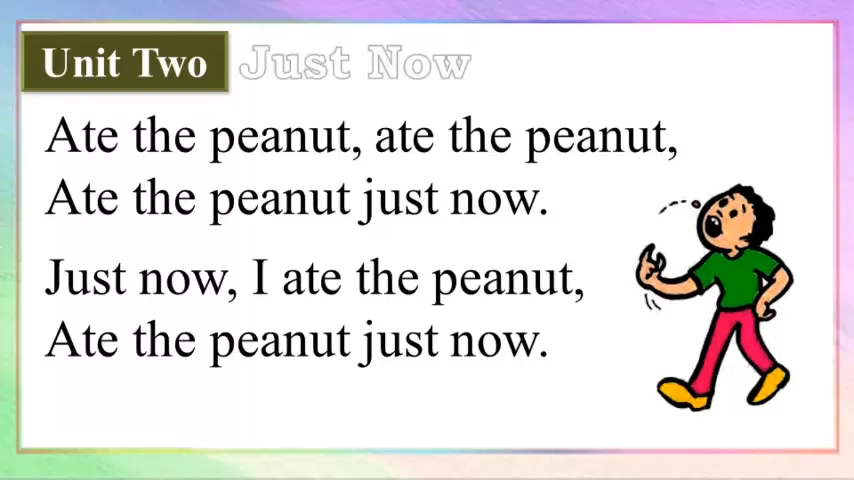 Unit Two Just Now
Ate the peanut, ate the peanut,
Ate the peanut just now.
Just now, I ate the peanut,
Ate the peanut just now.